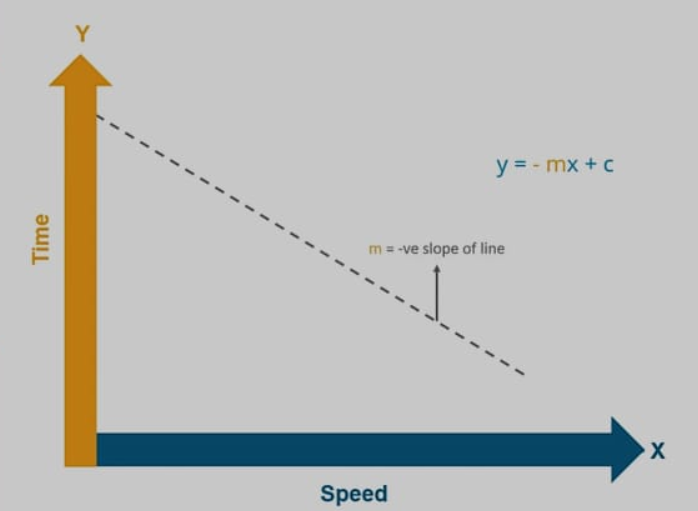 Y
y = - mx + c
Time
m = -ve slope of line
X
Speed